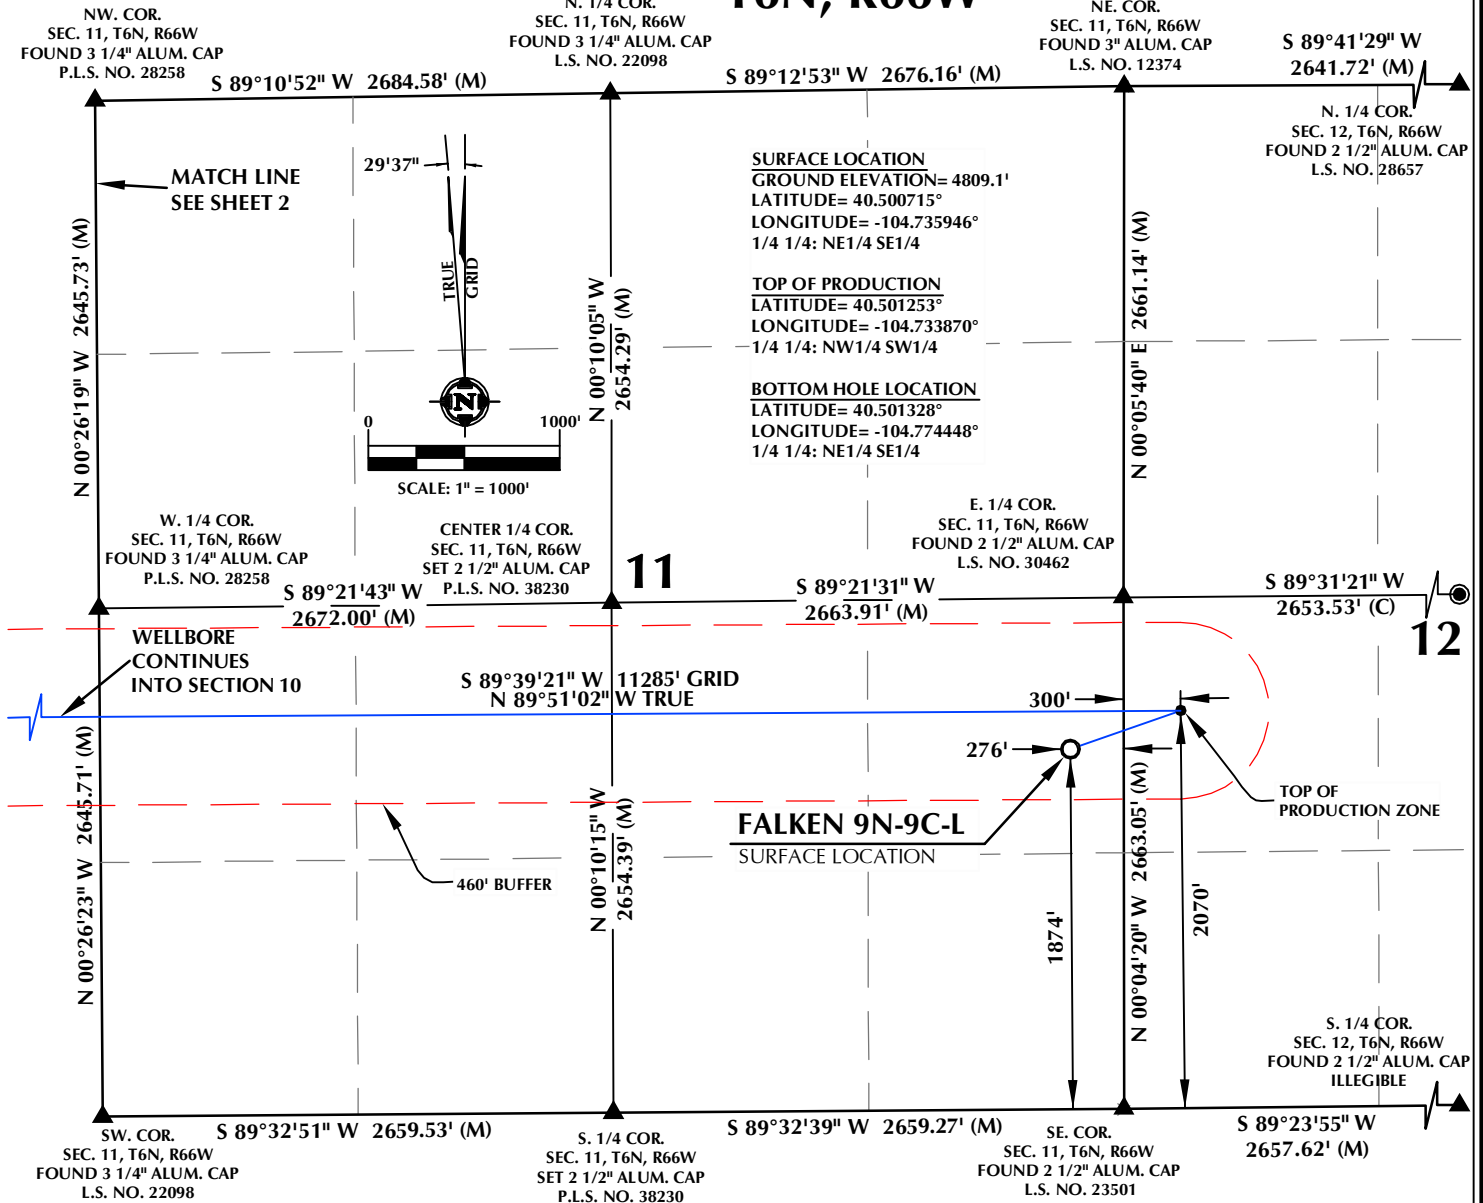 T6N, R66W
NW. COR.
SEC. 11, T6N, R66W
FOUND 3 1/4" ALUM. CAP
P.L.S. NO. 28258
N. 1/4 COR.
SEC. 11, T6N, R66W
FOUND 3 1/4" ALUM. CAP
L.S. NO. 22098
NE. COR.
SEC. 11, T6N, R66W
FOUND 3" ALUM. CAP
L.S. NO. 12374
S 89°41'29" W
2641.72' (M)
S 89°10'52" W 2684.58' (M)
S 89°12'53" W 2676.16' (M)
N. 1/4 COR.
SEC. 12, T6N, R66W
FOUND 2 1/2" ALUM. CAP
L.S. NO. 28657
MATCH LINE
SEE SHEET 2
29'37"
TRUE
GRID
N
0 1000'
SCALE: 1" = 1000'
SURFACE LOCATION
GROUND ELEVATION= 4809.1'
LATITUDE= 40.500715°
LONGITUDE= -104.735946°
1/4 1/4: NE1/4 SE1/4
TOP OF PRODUCTION
LATITUDE= 40.501253°
LONGITUDE= -104.733870°
1/4 1/4: NW1/4 SW1/4
BOTTOM HOLE LOCATION
LATITUDE= 40.501328°
LONGITUDE= -104.774448°
1/4 1/4: NE1/4 SE1/4
N 00°26'19" W 2645.73' (M)
N 00°10'05" W
2654.29' (M)
N 00°05'40" E 2661.14' (M)
W. 1/4 COR.
SEC. 11, T6N, R66W
FOUND 3 1/4" ALUM. CAP
P.L.S. NO. 28258
CENTER 1/4 COR.
SEC. 11, T6N, R66W
SET 2 1/2" ALUM. CAP
P.L.S. NO. 38230
11
E. 1/4 COR.
SEC. 11, T6N, R66W
FOUND 2 1/2" ALUM. CAP
L.S. NO. 30462
S 89°21'43" W
2672.00' (M)
S 89°21'31" W
2663.91' (M)
S 89°31'21" W
2653.53' (C)
12
WELLBORE
CONTINUES
INTO SECTION 10
S 89°39'21" W 11285' GRID
N 89°51'02" W TRUE
300'
276'
TOP OF
PRODUCTION ZONE
FALKEN 9N-9C-L
SURFACE LOCATION
460' BUFFER
N 00°26'23" W 2645.71' (M)
N 00°10'15" W
2654.39' (M)
1874'
N 00°04'20" W 2663.05' (M)
2070'
S. 1/4 COR.
SEC. 12, T6N, R66W
FOUND 2 1/2" ALUM. CAP
ILLEGIBLE
S 89°32'51" W 2659.53' (M)
S 89°32'39" W 2659.27' (M)
S 89°23'55" W
2657.62' (M)
SW. COR.
SEC. 11, T6N, R66W
FOUND 3 1/4" ALUM. CAP
L.S. NO. 22098
S. 1/4 COR.
SEC. 11, T6N, R66W
SET 2 1/2" ALUM. CAP
P.L.S. NO. 38230
SE. COR.
SEC. 11, T6N, R66W
FOUND 2 1/2" ALUM. CAP
L.S. NO. 23501